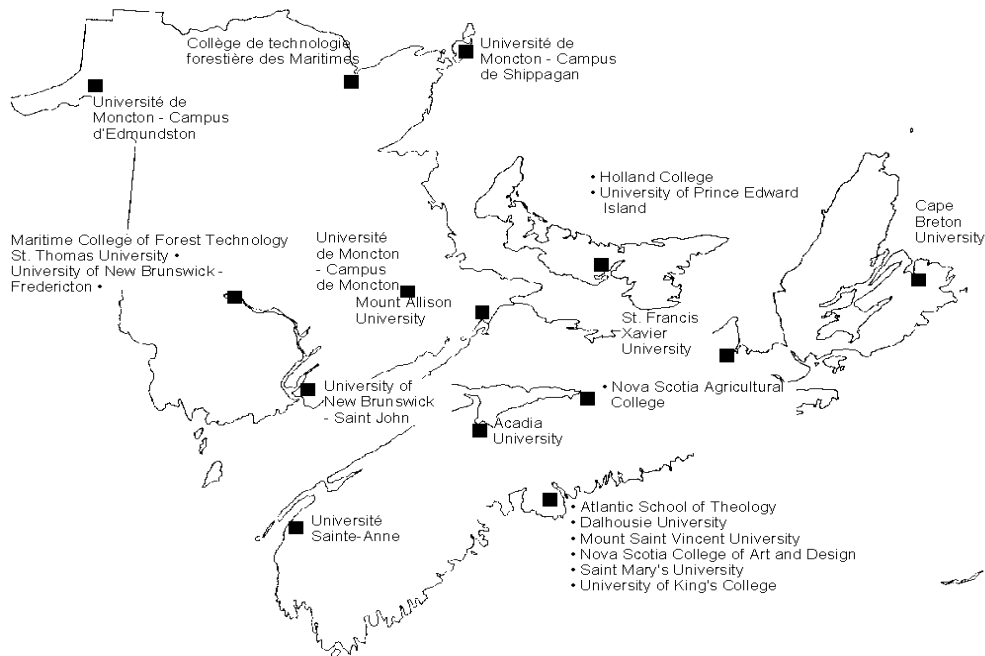 Collège de technologie
forestière des Maritimes
Université de
Moncton - Campus
de Shippagan
Université de
Moncton - Campus
d'Edmundston
• Holland College
• University of Prince Edward
Island
Cape
Breton
University
Maritime College of Forest Technology
St. Thomas University •
University of New Brunswick -
Fredericton •
Université
de Moncton
- Campus
de Moncton
Mount Allison
University
St. Francis
Xavier
University
University of
New Brunswick
- Saint John
• Nova Scotia Agricultural
College
Acadia
University
Université
Sainte-Anne
• Atlantic School of Theology
• Dalhousie University
• Mount Saint Vincent University
• Nova Scotia College of Art and Design
• Saint Mary's University
• University of King's College